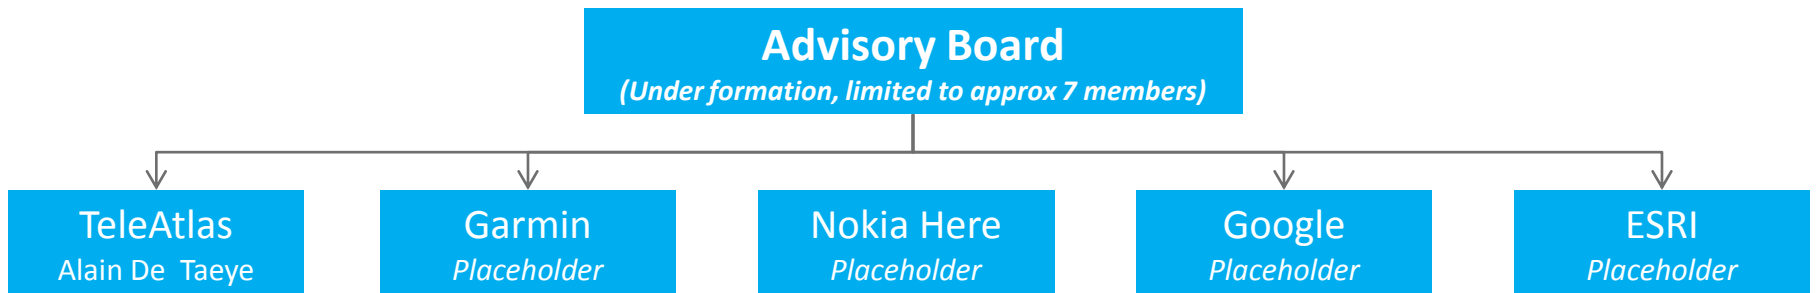 Advisory Board
(Under formation, limited to approx 7 members)
TeleAtlas
Alain De Taeye
Garmin
Placeholder
Nokia Here
Placeholder
Google
Placeholder
ESRI
Placeholder